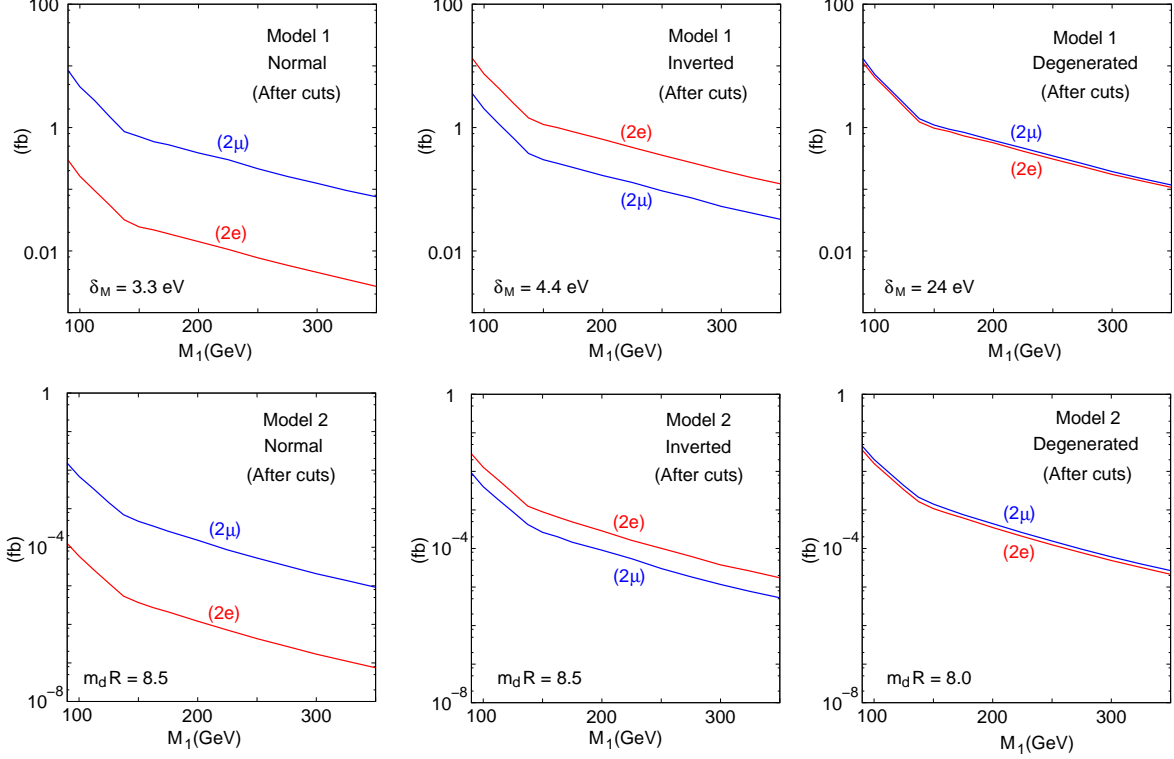 100
1
0.01
(fb)
Model 1
Normal
(After cuts)
(2μ)
(2e)
δM = 3.3 eV
100 200 300
M1(GeV)
100
1
0.01
(fb)
Model 1
Inverted
(After cuts)
(2e)
(2μ)
δM = 4.4 eV
100 200 300
M1(GeV)
100
1
0.01
(fb)
Model 1
Degenerated
(After cuts)
(2μ)
(2e)
δM = 24 eV
100 200 300
M1(GeV)
1
10−4
10−8
(fb)
Model 2
Normal
(After cuts)
(2μ)
(2e)
mdR = 8.5
100 200 300
M1(GeV)
1
10−4
10−8
(fb)
Model 2
Inverted
(After cuts)
(2e)
(2μ)
mdR = 8.5
100 200 300
M1(GeV)
1
10−4
10−8
(fb)
Model 2
Degenerated
(After cuts)
(2μ)
(2e)
mdR = 8.0
100 200 300
M1(GeV)